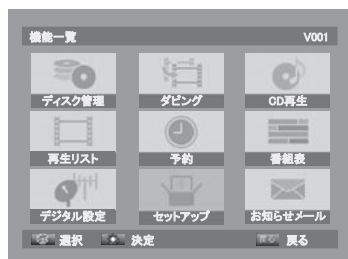 機能一覧 V001
ディスク管理 ダビング CD再生
再生リスト 予約 番組表
デジタル設定 セットアップ お知らせメール
選択 決定 戻る